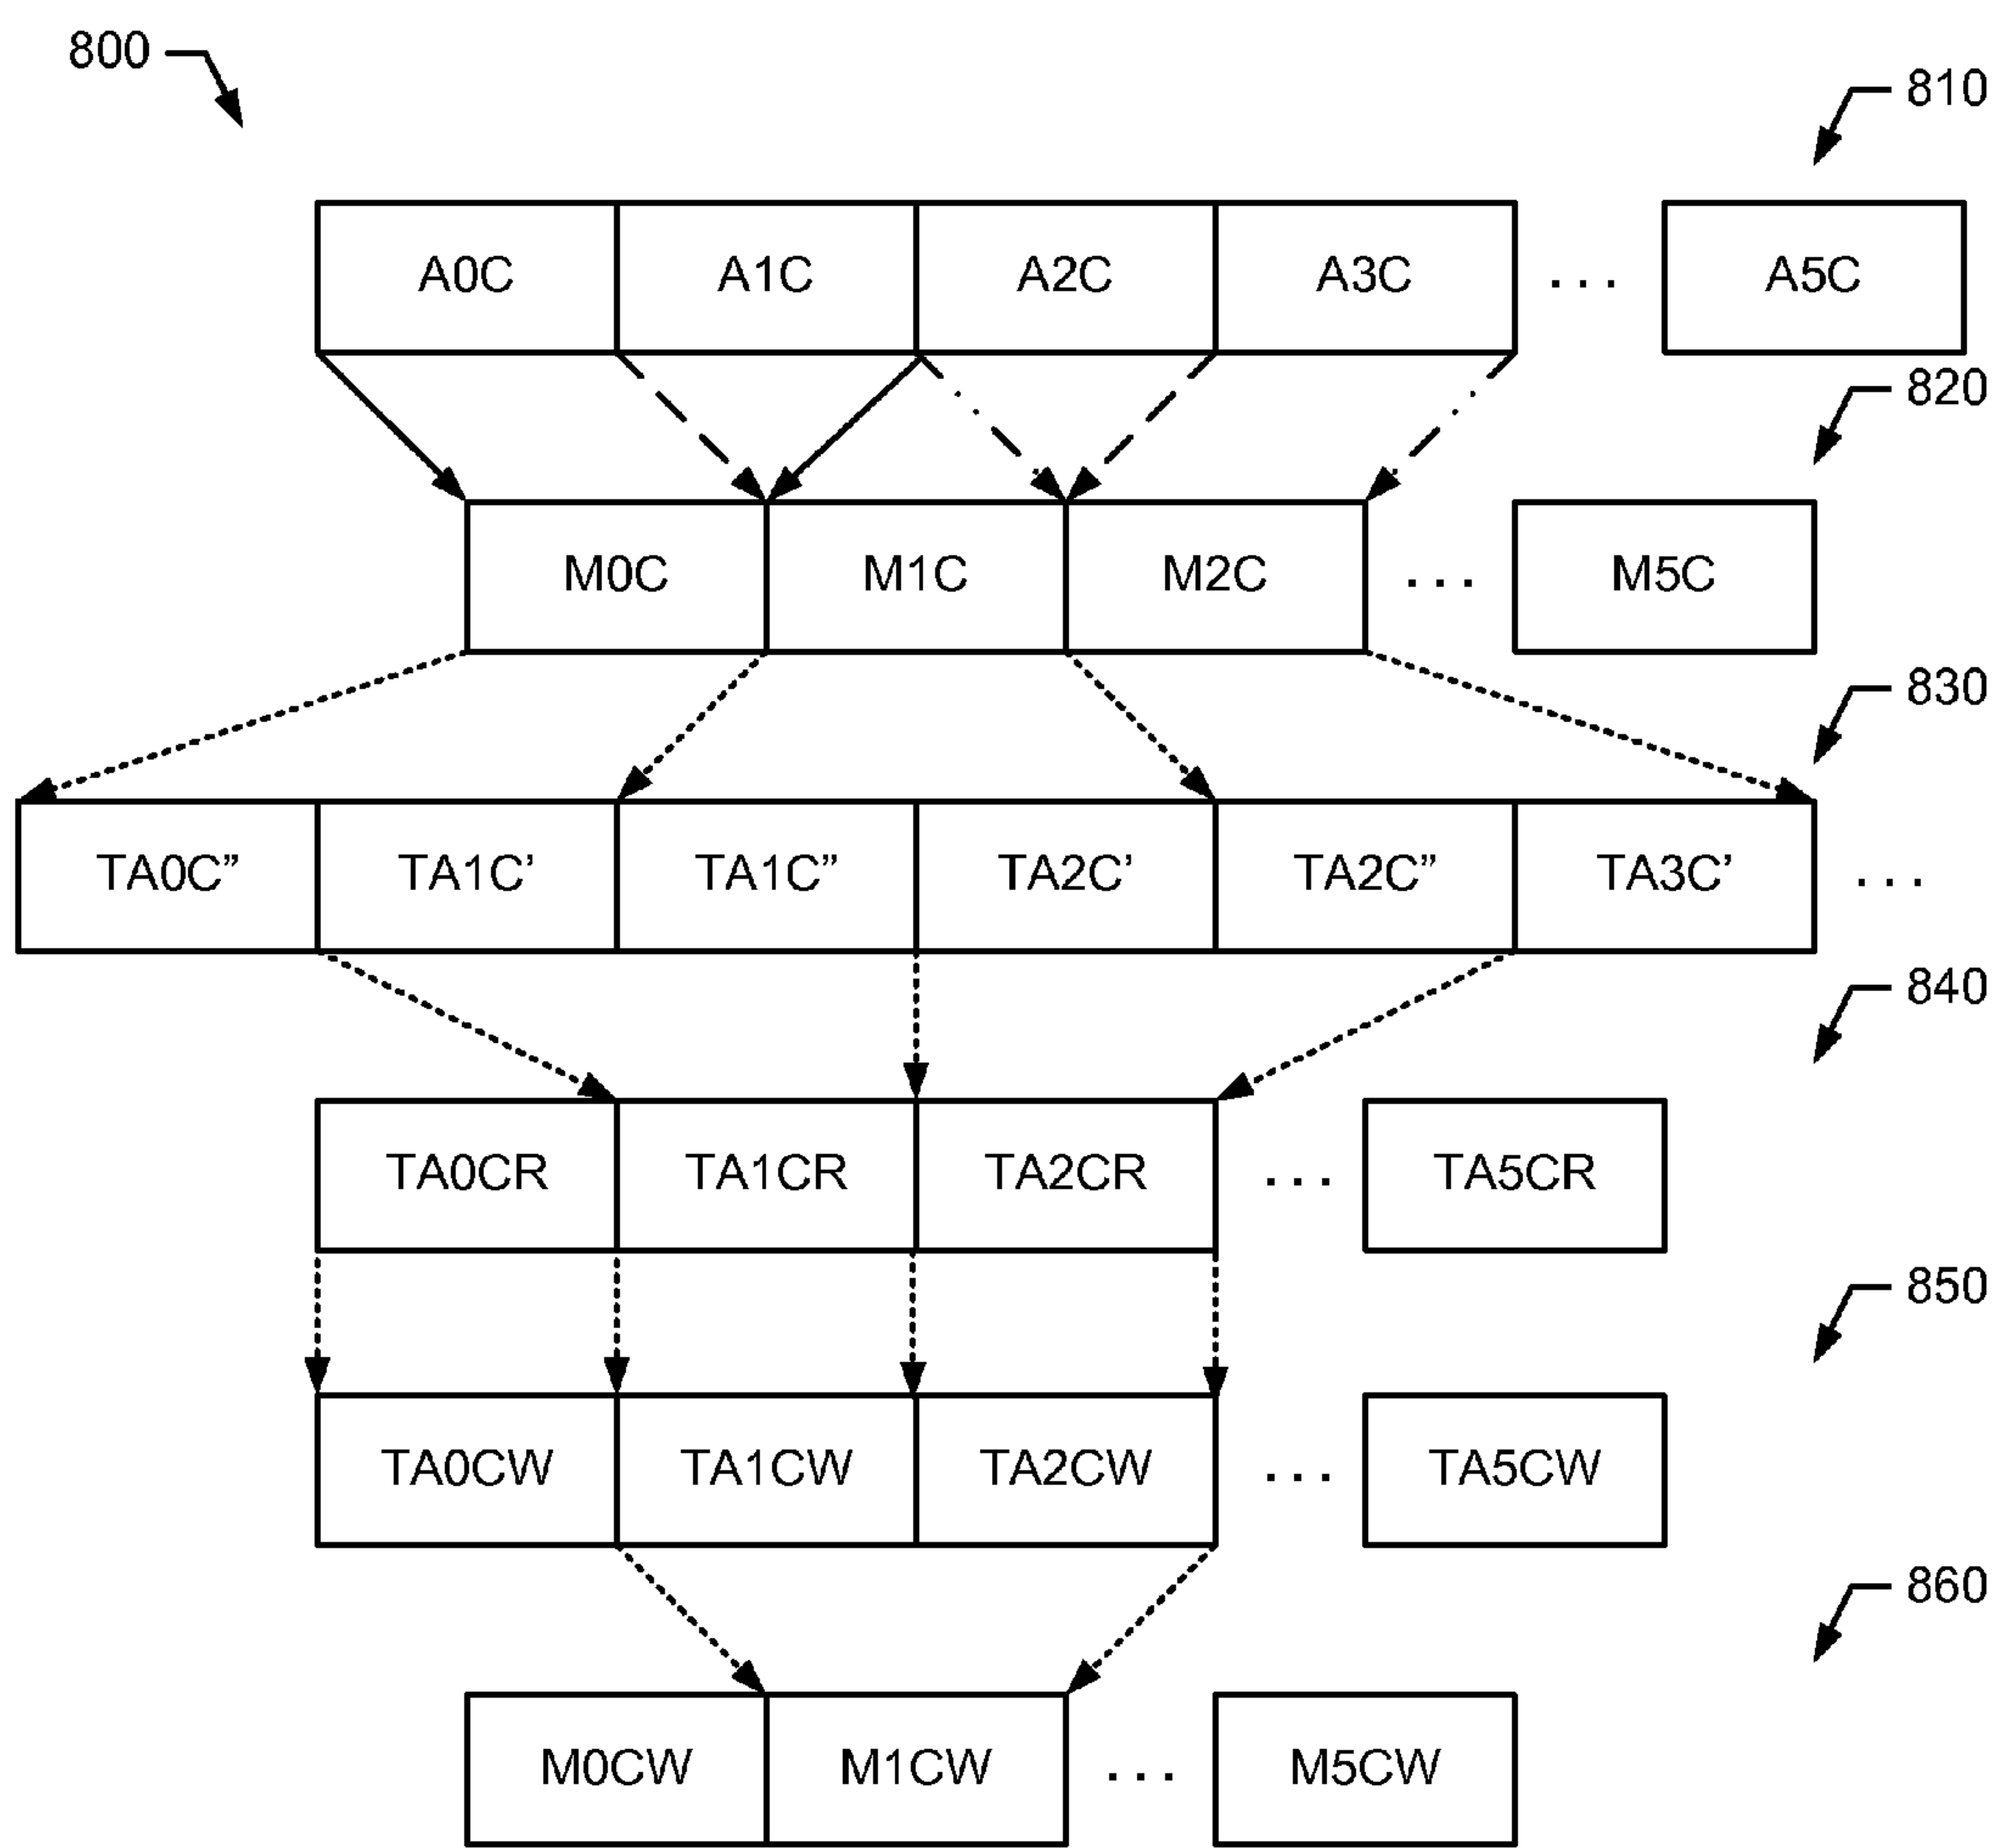 800
810
A0C A1C A2C A3C ... A5C
820
M0C M1C M2C ... M5C
830
TA0C” TA1C’ TA1C” TA2C’ TA2C” TA3C’ ...
840
TA0CR TA1CR TA2CR ... TA5CR
850
TA0CW TA1CW TA2CW ... TA5CW
860
M0CW M1CW ... M5CW